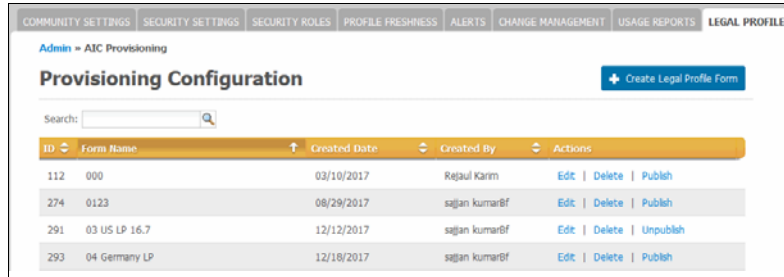 COMMUNITY SETTINGS SECURITY SETTINGS SECURITY ROLES PROFILE FRESHNESS ALERTS CHANGE MANAGEMENT USAGE REPORTS LEGAL PROFILE
Admin » AIC Provisioning
Provisioning Configuration
Create Legal Profile Form
Search:
ID Form Name Created Date Created By Actions
112 000 03/10/2017 Rejaul Karim Edit | Delete | Publish
274 0123 08/29/2017 sajjan kumarBf Edit | Delete | Publish
291 03 US LP 16.7 12/12/2017 sajjan kumarBf Edit | Delete | Unpublish
293 04 Germany LP 12/18/2017 sajjan kumarBf Edit | Delete | Publish